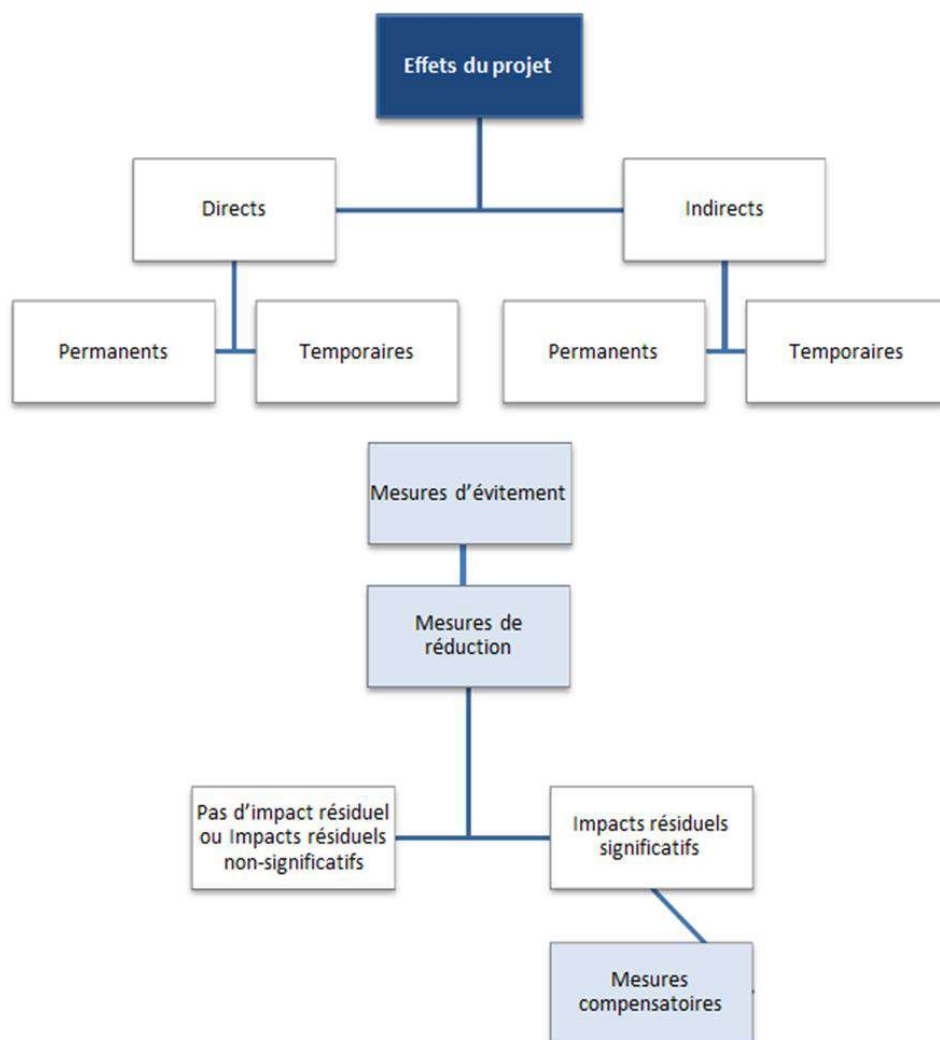 Effets du projet
Directs
Indirects
Permanents
Temporaires
Permanents
Temporaires
Mesures d'évitement
Mesures de
réduction
Pas d'impact résiduel
ou Impacts résiduels
non-significatifs
Impacts résiduels
significatifs
Mesures
compensatoires